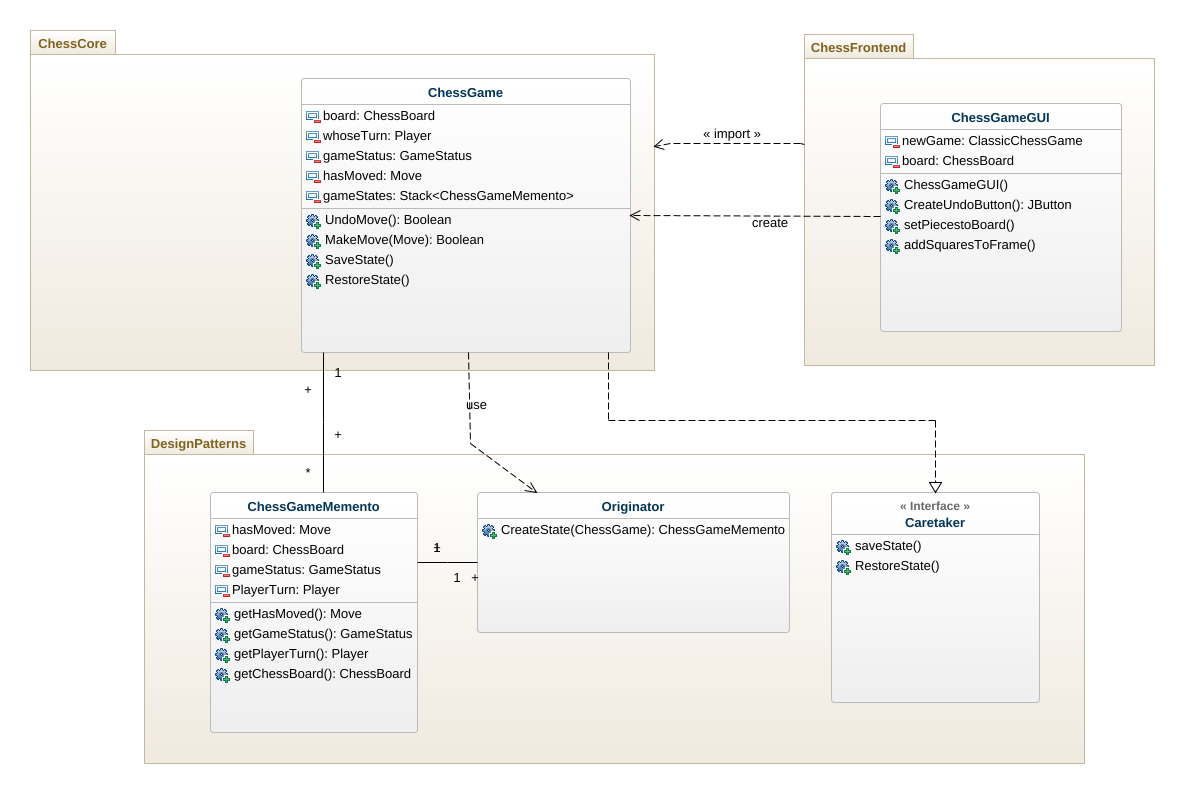 ChessCore
ChessGame
board: ChessBoard
whoseTurn: Player
gameStatus: GameStatus
hasMoved: Move
gameStates: Stack<ChessGameMemento>
UndoMove(): Boolean
MakeMove(Move): Boolean
SaveState()
RestoreState()
« import »
create
ChessFrontend
ChessGameGUI
newGame: ClassicChessGame
board: ChessBoard
ChessGameGUI()
CreateUndoButton(): JButton
setPiecestoBoard()
addSquaresToFrame()
1
+
use
+
*
DesignPatterns
ChessGameMemento
hasMoved: Move
board: ChessBoard
gameStatus: GameStatus
PlayerTurn: Player
getHasMoved(): Move
getGameStatus(): GameStatus
getPlayerTurn(): Player
getChessBoard(): ChessBoard
1 +
Originator
CreateState(ChessGame): ChessGameMemento
« Interface »
Caretaker
saveState()
RestoreState()